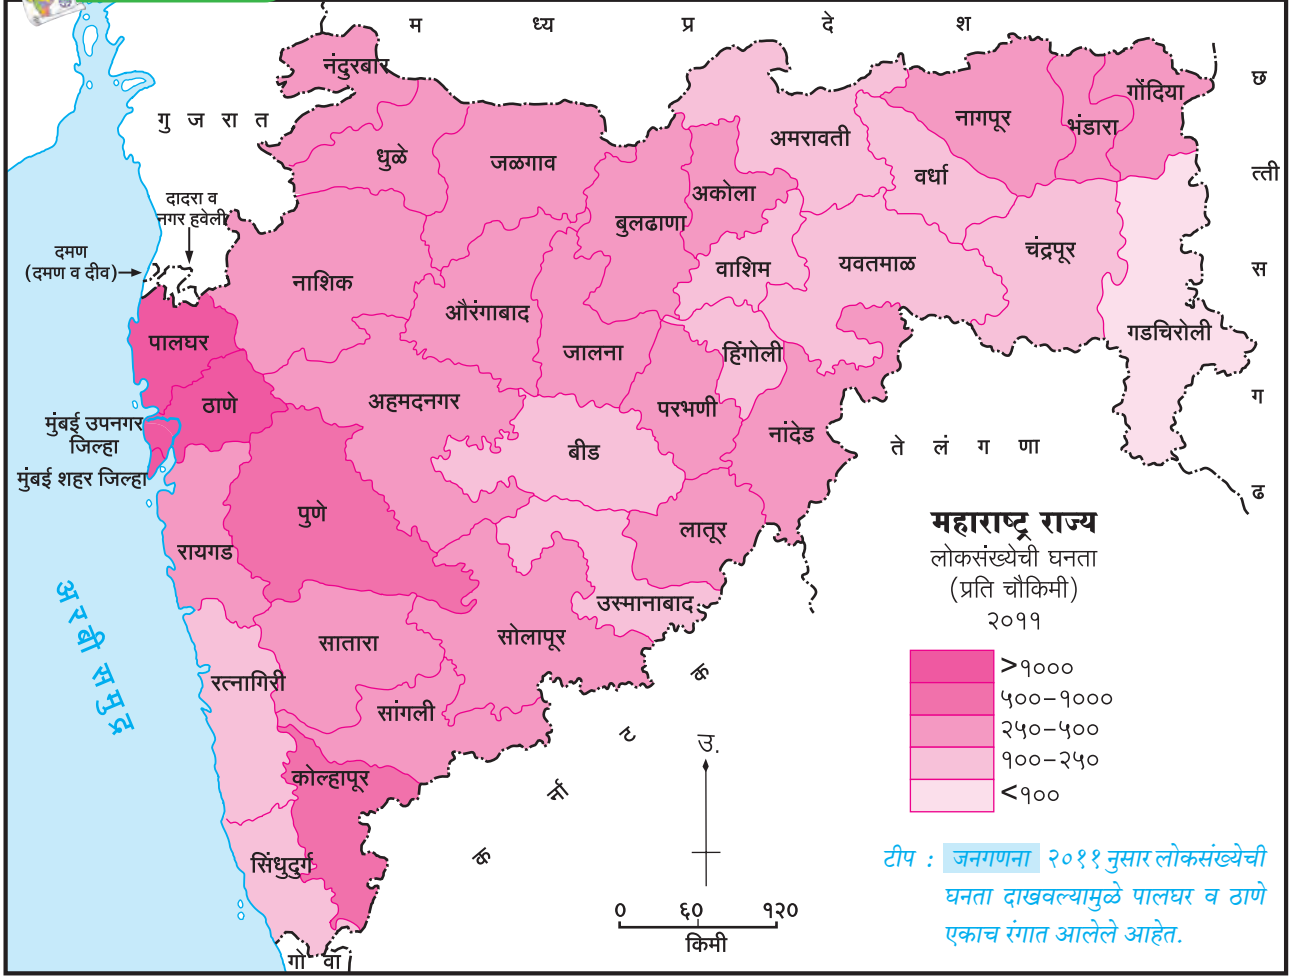 म ध्य प्र दे श
नंदुरबार
गोंदिया
छ
गु ज रा त
नागपूर
भंडारा
अमरावती
धुळे
जळगाव
वर्धा
त्ती
दादरा व
नगर हवेली
अकोला
बुलढाणा
चंद्रपूर
दमण
(दमण व दीव)
नाशिक
वाशिम
यवतमाळ
स
औरंगाबाद
गडचिरोली
पालघर
जालना
हिंगोली
ठाणे
अहमदनगर
परभणी
ग
मुंबई उपनगर
जिल्हा
नांदेड
बीड
ते लं ग णा
मुंबई शहर जिल्हा
ढ
पुणे
लातूर
रायगड
उस्मानाबाद
अरबी समुद्र
सातारा
सोलापूर
रत्नागिरी
सांगली
कोल्हापूर
सिंधुदुर्ग
क र्ना ट क
गो वा
महाराष्ट्र राज्य
लोकसंख्येची घनता
(प्रति चौकिमी)
२०११
>१०००
५००–१०००
२५०–५००
१००–२५०
<१००
उ.
० ६० १२०
किमी
टीप : जनगणना २०११ नुसार लोकसंख्येची
घनता दाखवल्यामुळे पालघर व ठाणे
एकाच रंगात आलेले आहेत.